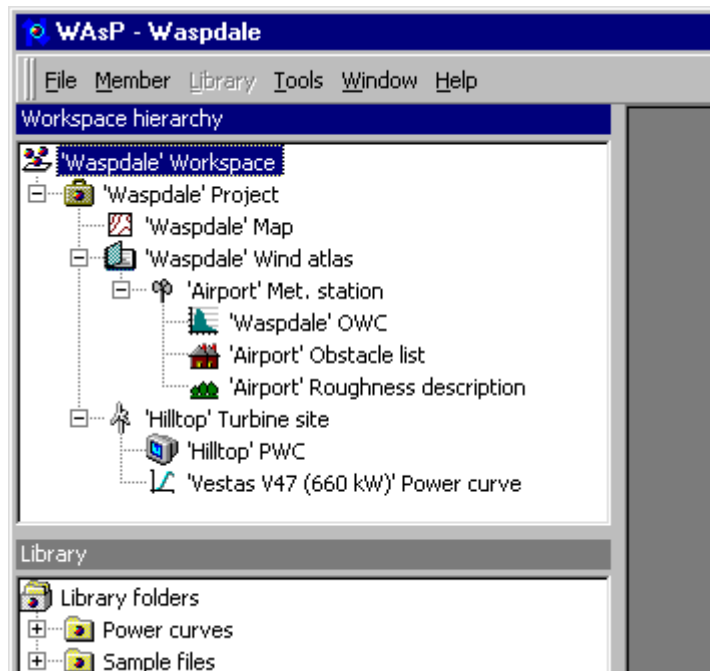 WAsP - Waspdale
File Member Library Tools Window Help
Workspace hierarchy
'Waspdale' Workspace
'Waspdale' Project
'Waspdale' Map
'Waspdale' Wind atlas
'Airport' Met. station
'Waspdale' OWC
'Airport' Obstacle list
'Airport' Roughness description
'Hilltop' Turbine site
'Hilltop' PWC
'Vestas V47 (660 kW)' Power curve
Library
Library folders
Power curves
Sample files